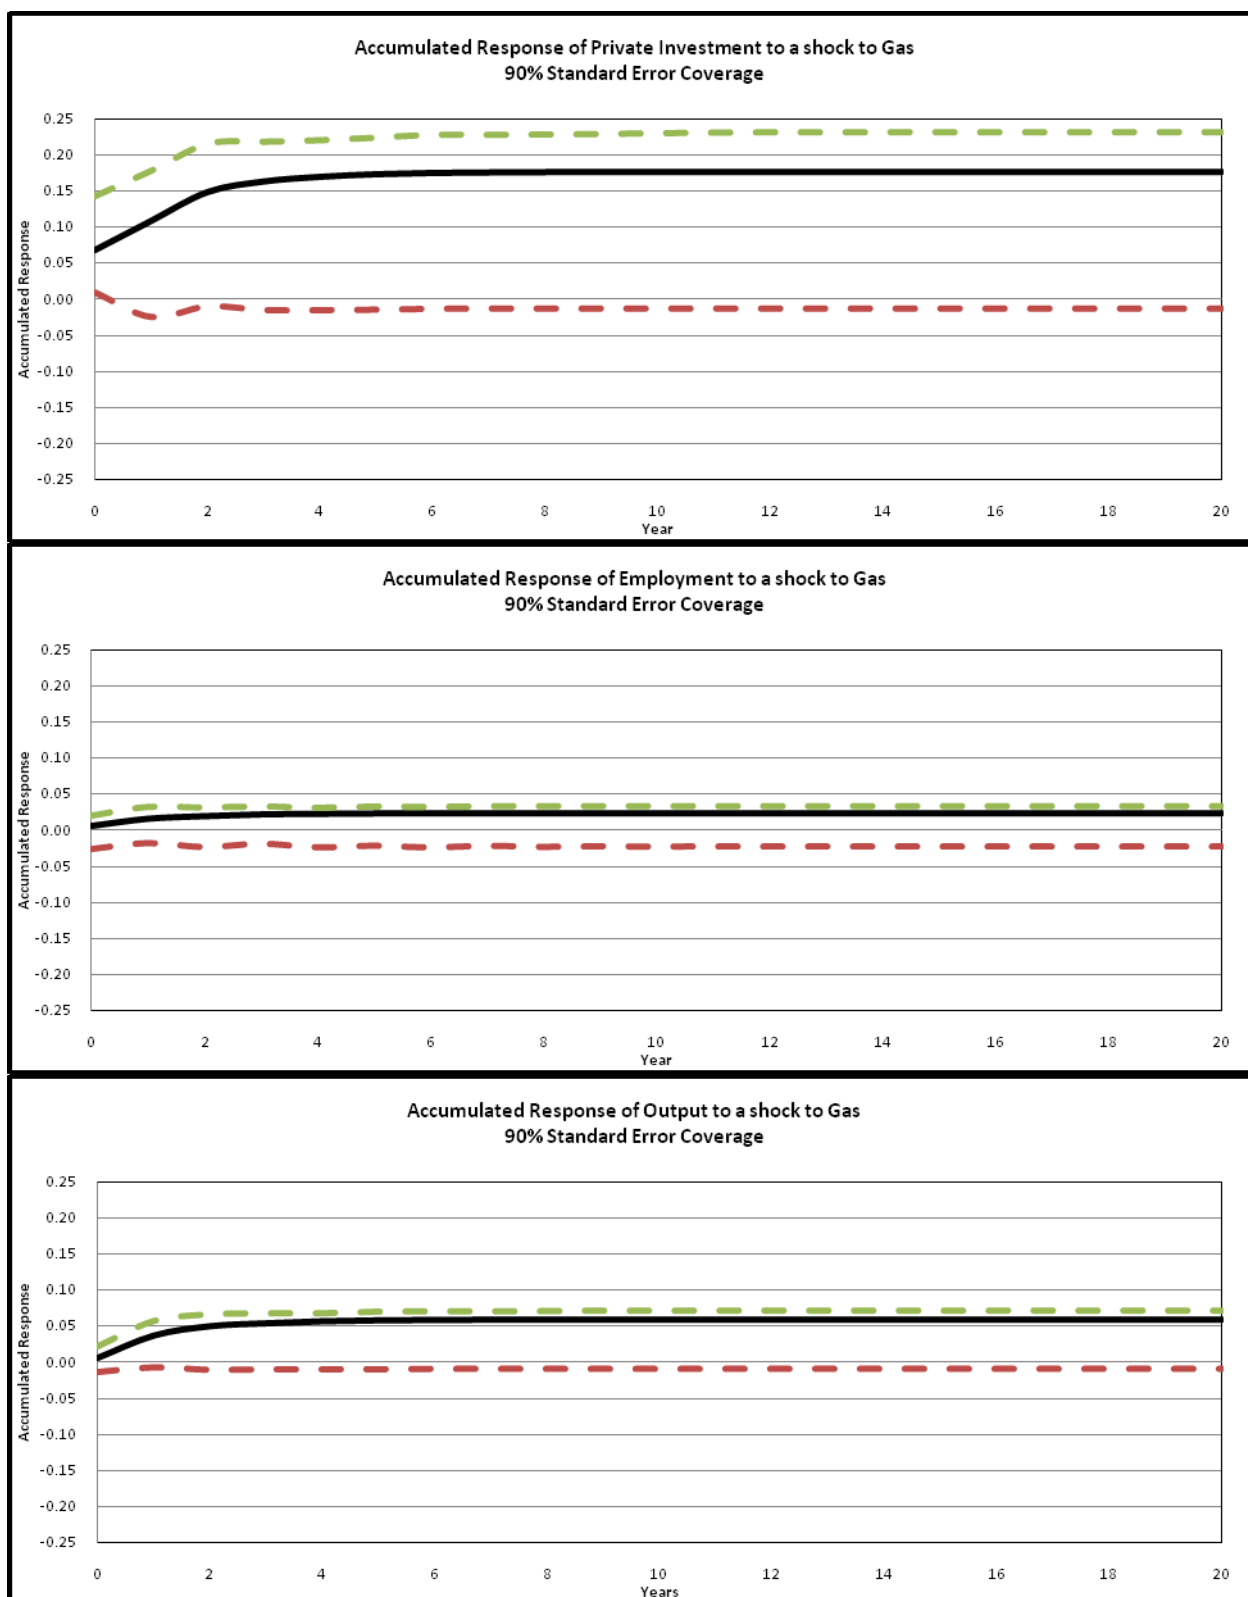 Accumulated Response of Private Investment to a shock to Gas
90% Standard Error Coverage
Accumulated Response
0.25
0.20
0.15
0.10
0.05
0.00
-0.05
-0.10
-0.15
-0.20
-0.25
0 2 4 6 8 10 12 14 16 18 20
Year
Accumulated Response of Employment to a shock to Gas
90% Standard Error Coverage
Accumulated Response
0.25
0.20
0.15
0.10
0.05
0.00
-0.05
-0.10
-0.15
-0.20
-0.25
0 2 4 6 8 10 12 14 16 18 20
Year
Accumulated Response of Output to a shock to Gas
90% Standard Error Coverage
Accumulated Response
0.25
0.20
0.15
0.10
0.05
0.00
-0.05
-0.10
-0.15
-0.20
-0.25
0 2 4 6 8 10 12 14 16 18 20
Years